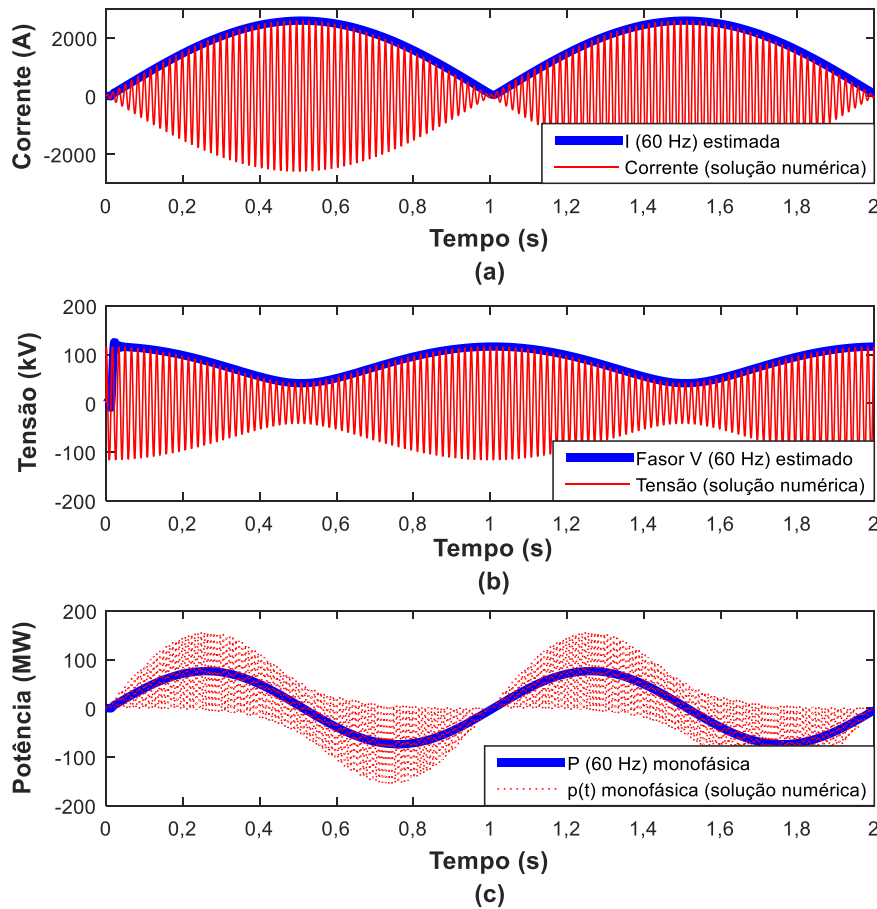 2000
0
-2000
Corrente (A)
I (60 Hz) estimada
Corrente (solução numérica)
0 0,2 0,4 0,6 0,8 1 1,2 1,4 1,6 1,8 2
Tempo (s)
(a)
200
100
0
-100
-200
Tensão (kV)
Fasor V (60 Hz) estimado
Tensão (solução numérica)
0 0,2 0,4 0,6 0,8 1 1,2 1,4 1,6 1,8 2
Tempo (s)
(b)
200
100
0
-100
-200
Potência (MW)
P (60 Hz) monofásica
p(t) monofásica (solução numérica)
0 0,2 0,4 0,6 0,8 1 1,2 1,4 1,6 1,8 2
Tempo (s)
(c)